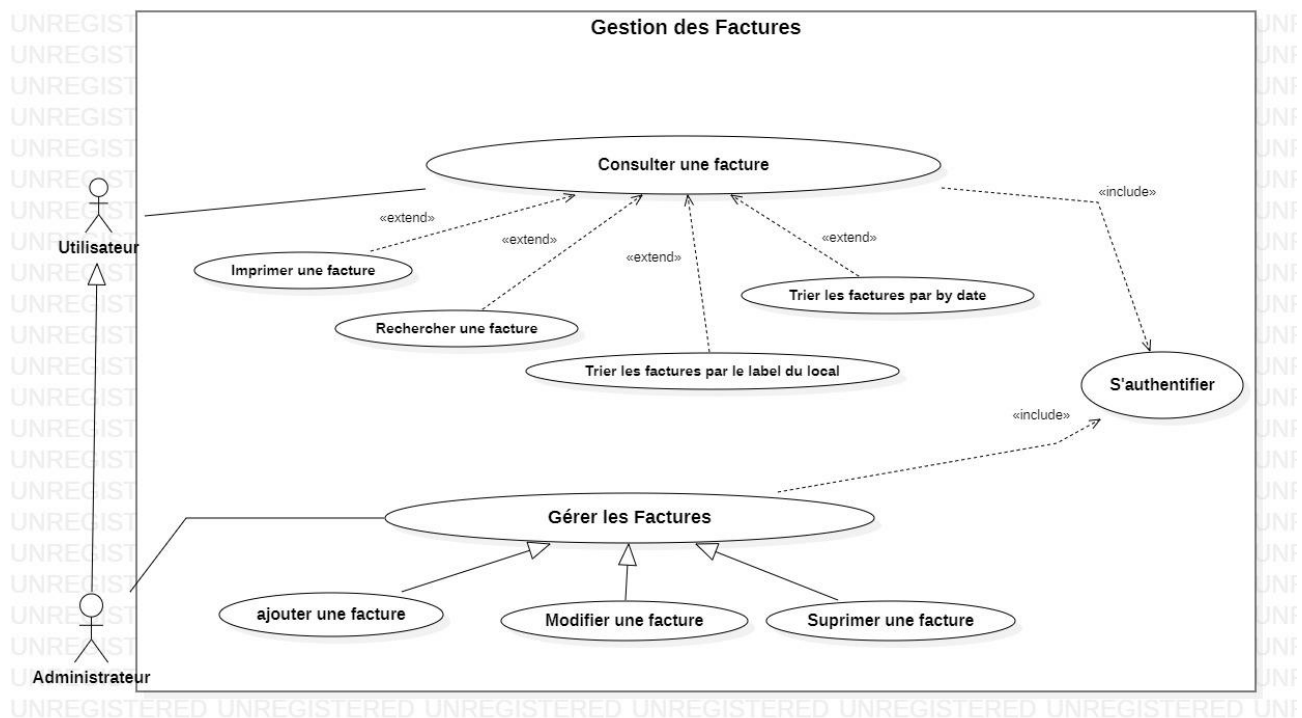 Gestion des Factures
Consulter une facture
«include»
«extend»
Utilisateur
«extend»
«extend»
«extend»
Imprimer une facture
Trier les factures par by date
Rechercher une facture
Trier les factures par le label du local
S'authentifier
«include»
Gérer les Factures
ajouter une facture
Modifier une facture
Suprimer une facture
Administrateur
UNREGISTERED UNREGISTERED UNREGISTERED UNREGISTERED UNREGISTERED UNREGISTERED UNREGISTERED